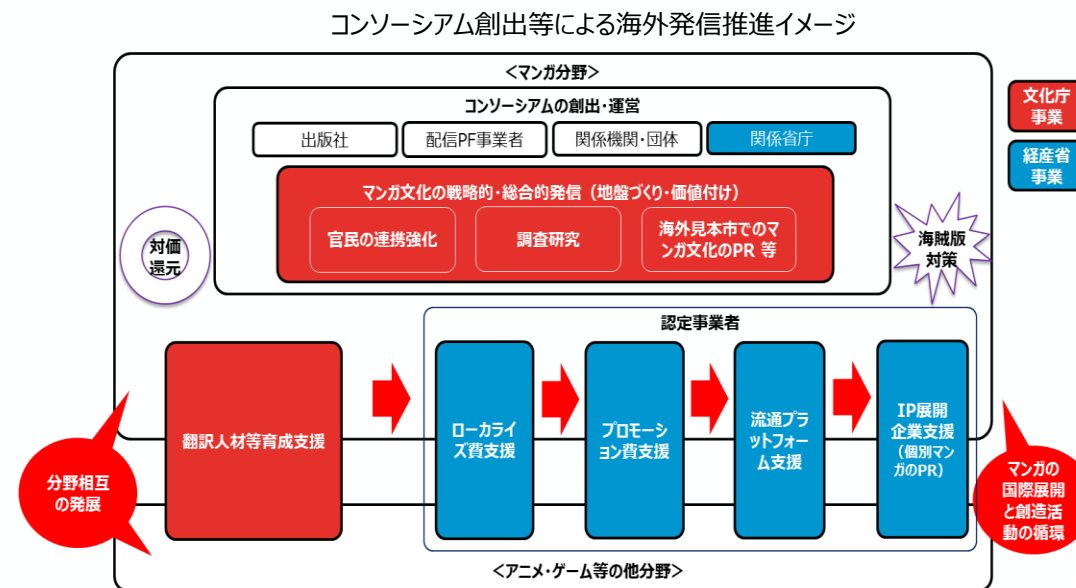 コンソーシアム創出等による海外発信推進イメージ
<マンガ分野>
コンソーシアムの創出・運営
出版社
配信PF事業者
関係機関・団体
関係省庁
文化庁
事業
経産省
事業
マンガ文化の戦略的・総合的発信（地盤づくり・価値付け）
官民の連携強化
調査研究
海外見本市でのマ
ンガ文化のPR 等
対価
還元
海賊版
対策
認定事業者
翻訳人材等育成支援
ローカライ
ズ費支援
プロモーシ
ョン費支援
流通プラ
ットフォー
ム支援
IP展開
企業支援
（個別マン
ガのPR）
分野相互
の発展
マンガの
国際展開
と創造活
動の循環
<アニメ・ゲーム等の他分野>